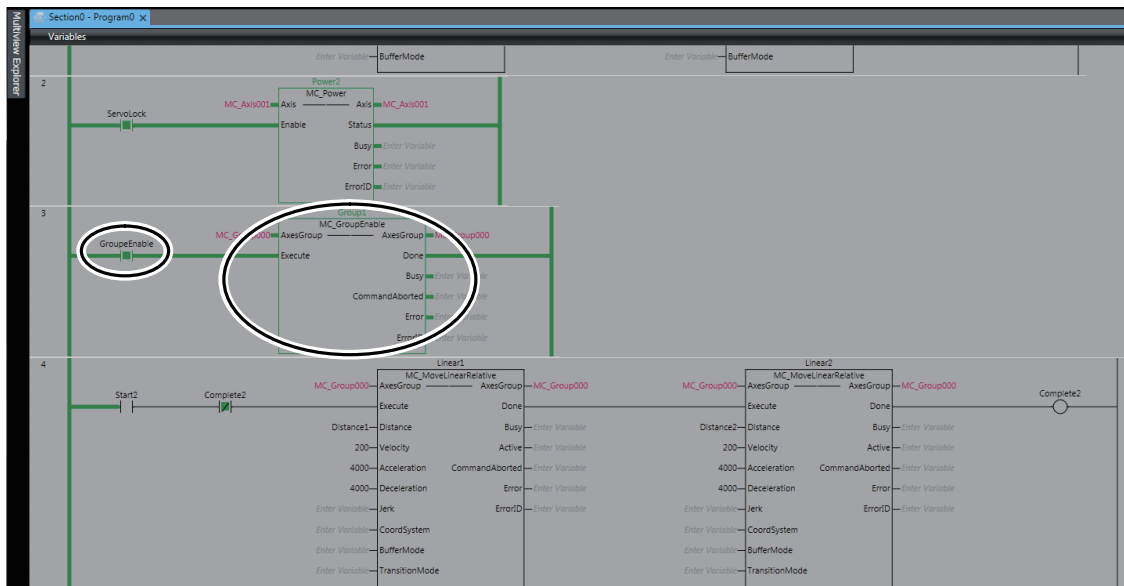 Multiview Explorer
Section0 - Program0 x
Variables
Enter Variable BufferMode Enter Variable BufferMode
2
Power2
MC_Power
MC_Axis001 Axis Axis MC_Axis001
ServoLock
Enable Status
Busy Enter Variable
Error Enter Variable
ErrorID Enter Variable
3
Group1
MC_GroupEnable
AxesGroup AxesGroup
GroupeEnable
Execute Done
Busy Enter
CommandAborted Enter
Error
Enter Variable
4
Linear1 Linear2
MC_MoveLinearRelative MC_MoveLinearRelative
MC_Group000 AxesGroup AxesGroup MC_Group000 MC_Group000 AxesGroup AxesGroup MC_Group000
Start2 Complete2 Complete2
Execute Done Execute Done
Distance1 Distance Busy Enter Variable Distance2 Distance Busy Enter Variable
200 Velocity Active Enter Variable 200 Velocity Active Enter Variable
4000 Acceleration CommandAborted Enter Variable 4000 Acceleration CommandAborted Enter Variable
4000 Deceleration Error Enter Variable 4000 Deceleration Error Enter Variable
Enter Variable Jerk ErrorID Enter Variable Enter Variable Jerk ErrorID Enter Variable
Enter Variable CoordSystem Enter Variable CoordSystem
Enter Variable BufferMode Enter Variable BufferMode
Enter Variable TransitionMode Enter Variable TransitionMode